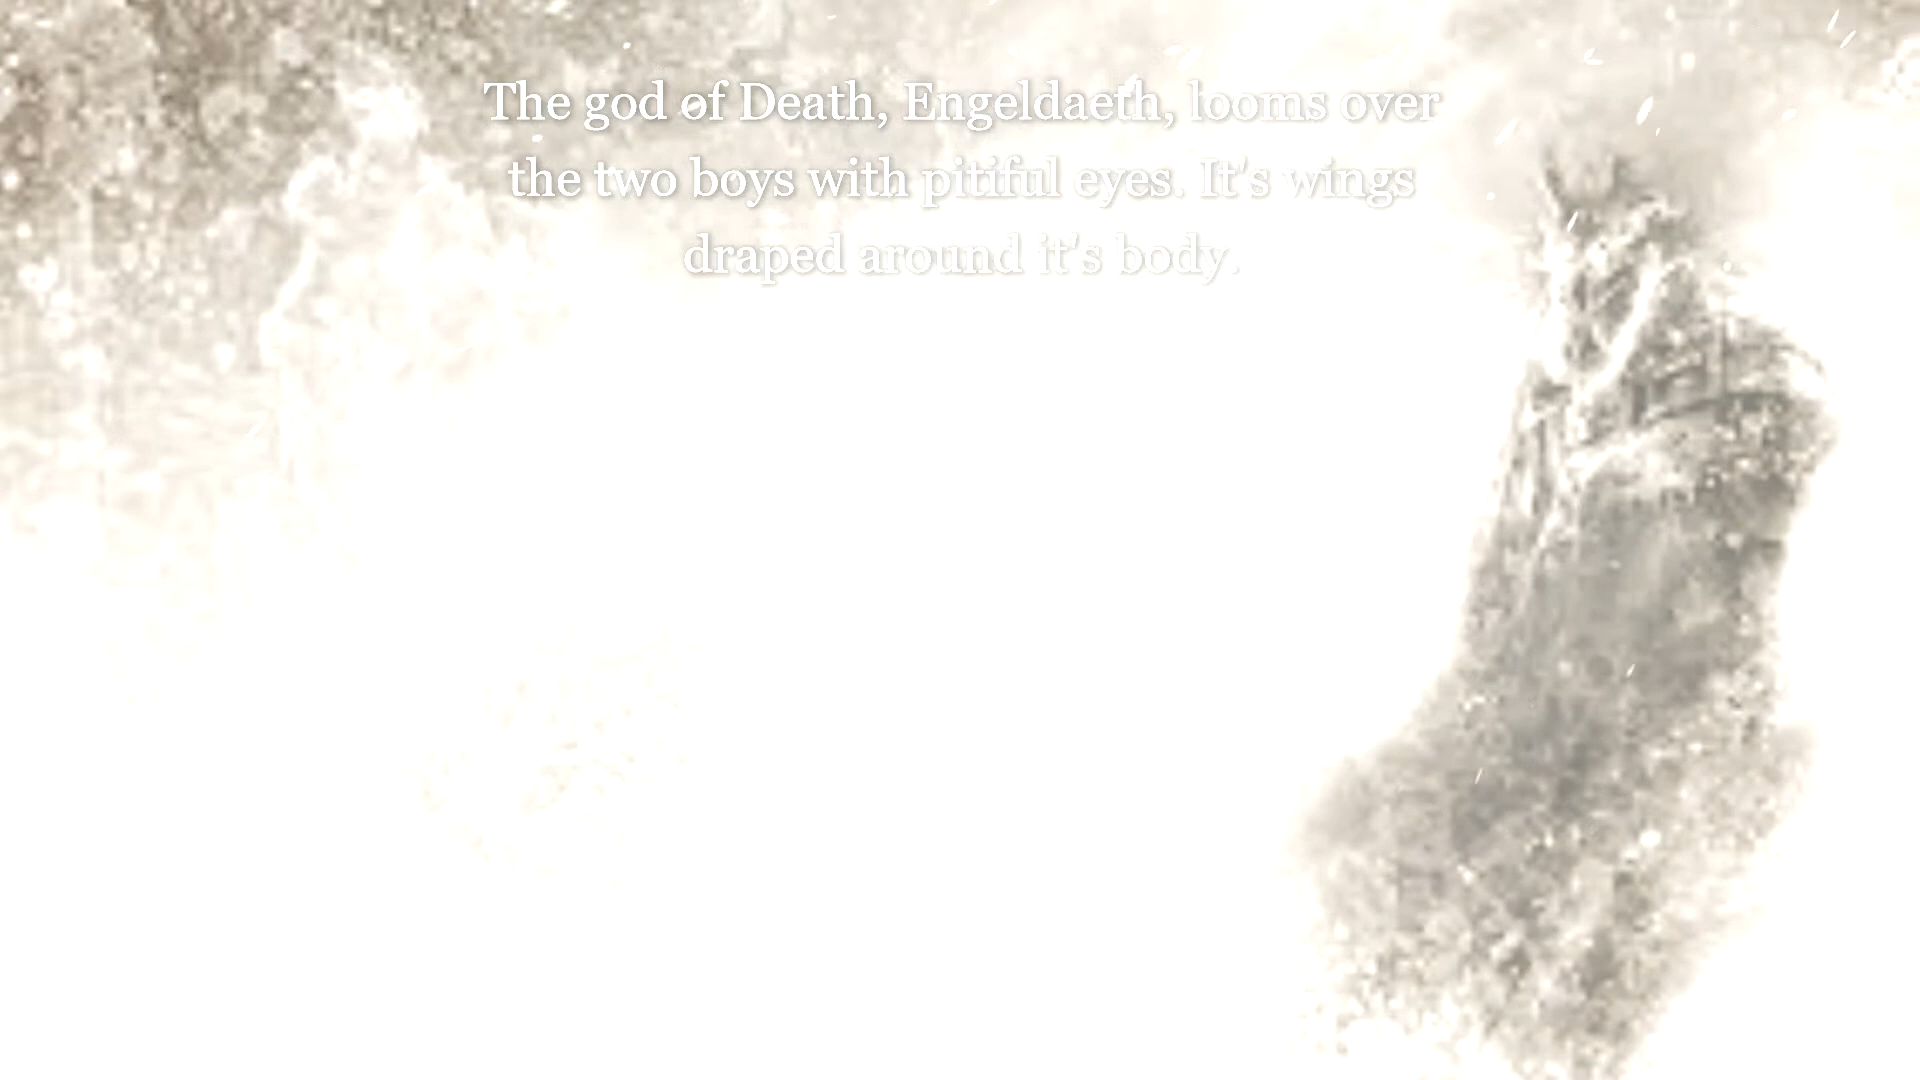 The god of Death, Engeldaeth, looms over
the two boys with pitiful eyes. It's wings
draped around it's body.